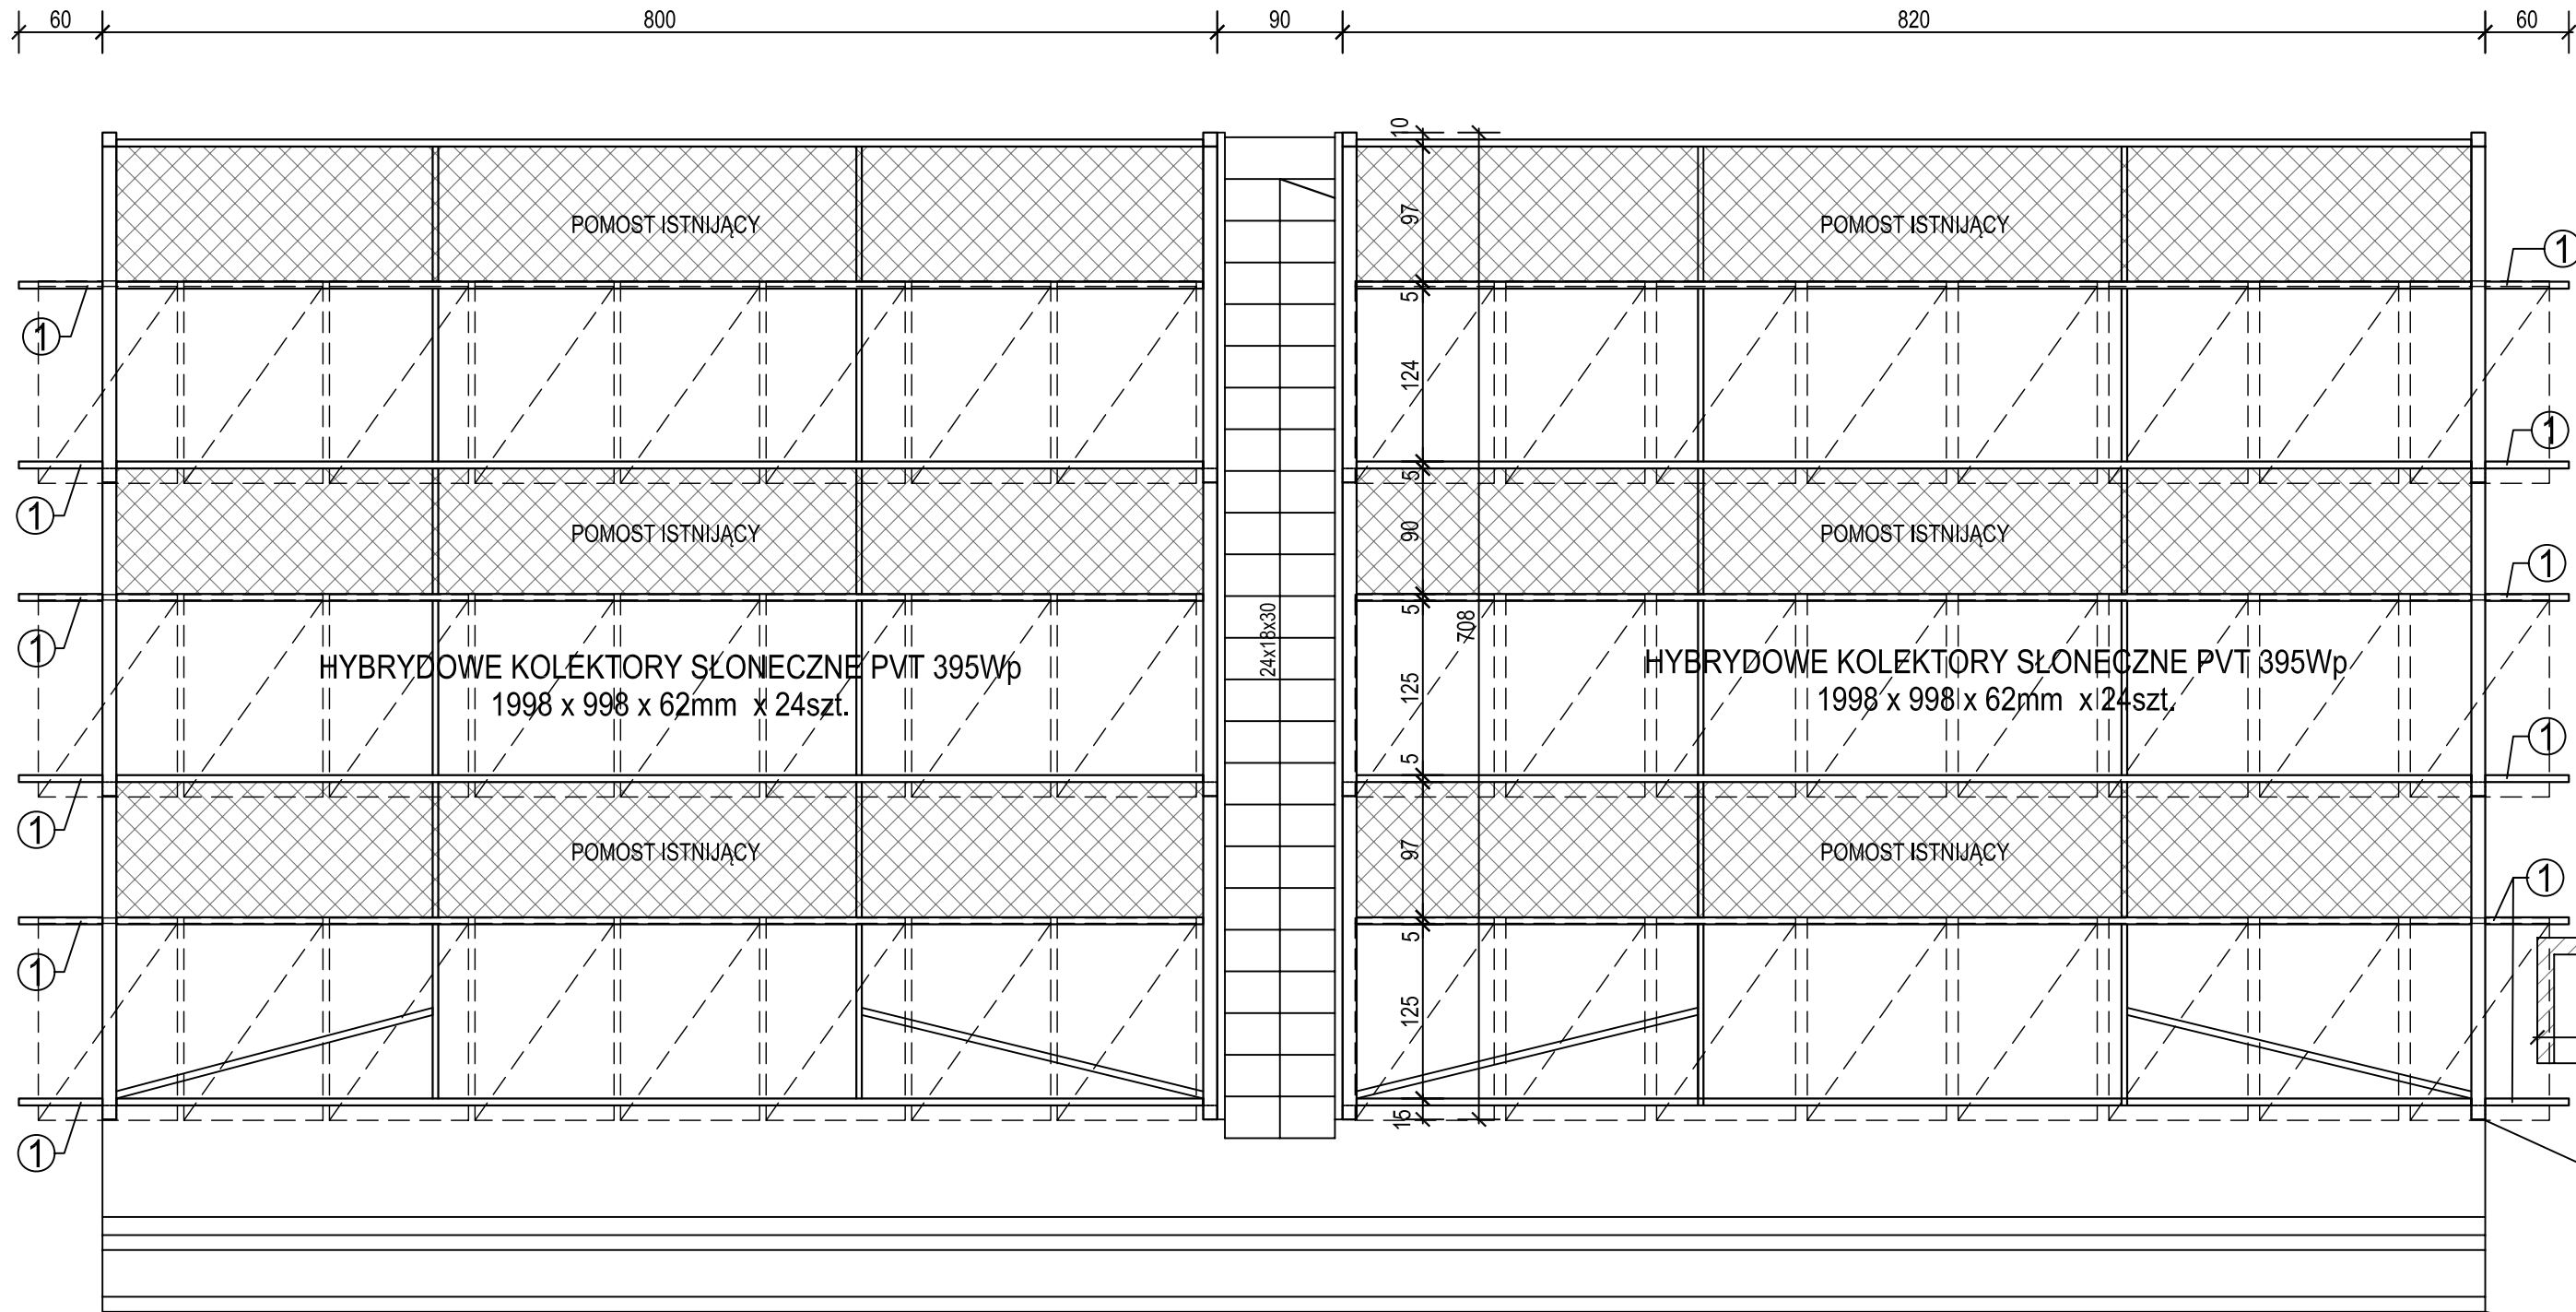 60 800 90 820 60
10
POMOST ISTNIJĄCY POMOST ISTNIJĄCY
97
1
5
1
124
1
5
1
POMOST ISTNIJĄCY POMOST ISTNIJĄCY
90
1
5
24x18x30
708
1
HYBRYDOWE KOLEKTORY SŁONECZNE PVT 395Wp
1998 x 998 x 62mm x 24szt.
HYBRYDOWE KOLEKTORY SŁONECZNE PVT 395Wp
1998 x 998 x 62mm x 24szt.
125
1
5
1
POMOST ISTNIJĄCY POMOST ISTNIJĄCY
97
1
5
1
125
15
1